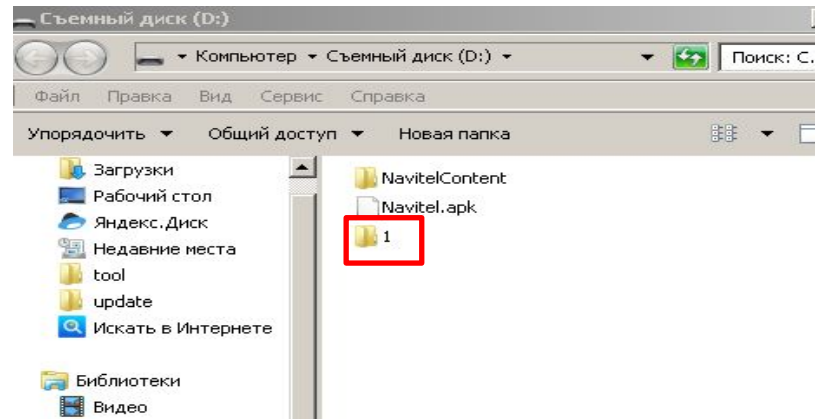 Съемный диск (D:)
Компьютер Съемный диск (D:) Поиск: С.
Файл Правка Вид Сервис Справка
Упорядочить Общий доступ Новая папка
Загрузки
Рабочий стол
Яндекс.Диск
Недавние места
tool
update
Искать в Интернете
Библиотеки
Видео
NavitelContent
Navitel.apk
1